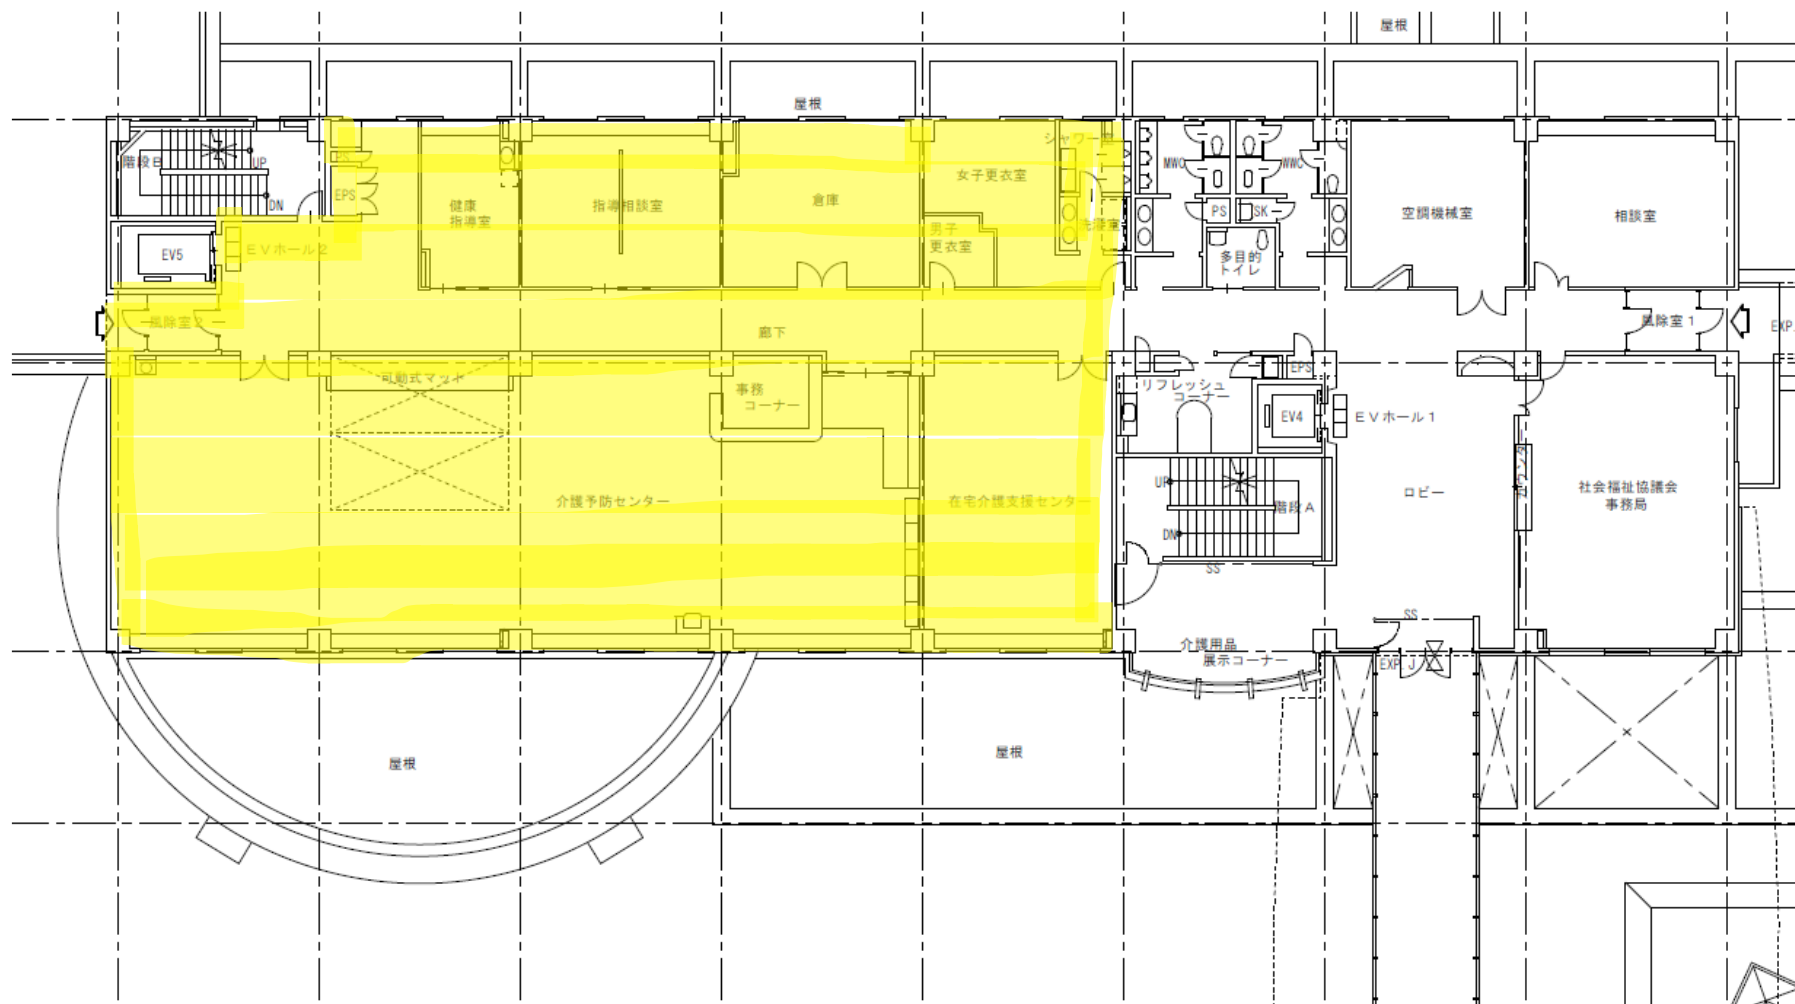 屋根
屋根
階段B
UP
DN
PS
EPS
健康
指導室
指導相談室
倉庫
女子更衣室
シャワー室
男子
更衣室
洗濯室
MWC
WWC
PS
SK
多目的
トイレ
空調機械室
相談室
EV5
EVホール2
風除室2
廊下
風除室1
EXP.
可動式マット
事務
コーナー
リフレッシュ
コーナー
EPS
EV4
EVホール1
カウンター
介護予防センター
在宅介護支援センター
UP
階段A
DN
ロビー
社会福祉協議会
事務局
SS
SS
介護用品
展示コーナー
EXP.J
屋根
屋根